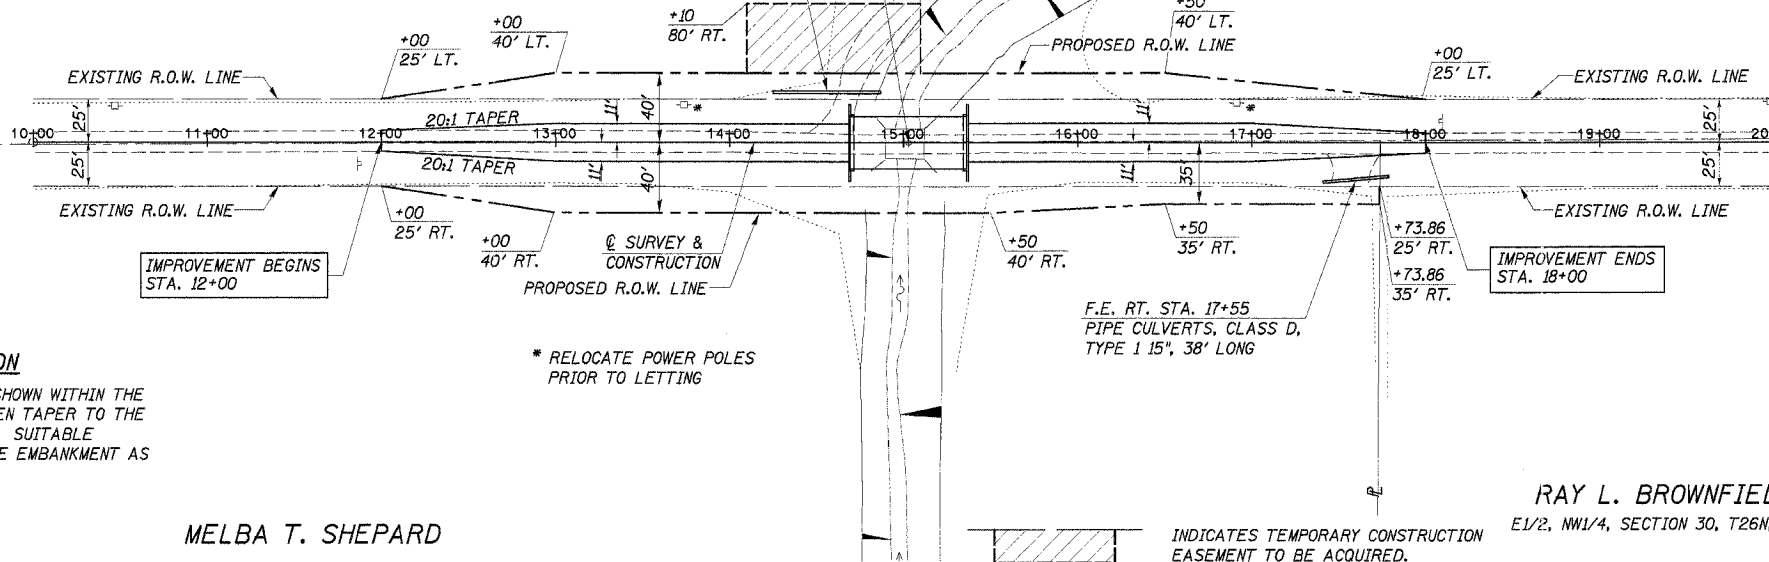 +00
40' LT.
+10
80' RT.
+50
40' LT.
+00
25' LT.
PROPOSED R.O.W. LINE
+00
25' LT.
EXISTING R.O.W. LINE
EXISTING R.O.W. LINE
25'
20:1 TAPER
11'
40'
*
11'
*
25'
10+00
11+00
12+00
13+00
14+00
15+00
16+00
17+00
18+00
19+00
20
25'
20:1 TAPER
11'
40'
11'
35'
25'
EXISTING R.O.W. LINE
EXISTING R.O.W. LINE
+00
25' RT.
+00
40' RT.
℄ SURVEY &
CONSTRUCTION
+50
40' RT.
+50
35' RT.
+73.86
25' RT.
+73.86
35' RT.
IMPROVEMENT BEGINS
STA. 12+00
PROPOSED R.O.W. LINE
IMPROVEMENT ENDS
STA. 18+00
F.E. RT. STA. 17+55
PIPE CULVERTS, CLASS D,
TYPE 1 15", 38' LONG
* RELOCATE POWER POLES
PRIOR TO LETTING
ON
SHOWN WITHIN THE
EN TAPER TO THE
SUITABLE
E EMBANKMENT AS
MELBA T. SHEPARD
INDICATES TEMPORARY CONSTRUCTION
EASEMENT TO BE ACQUIRED.
RAY L. BROWNFIEL
E1/2, NW1/4, SECTION 30, T26N